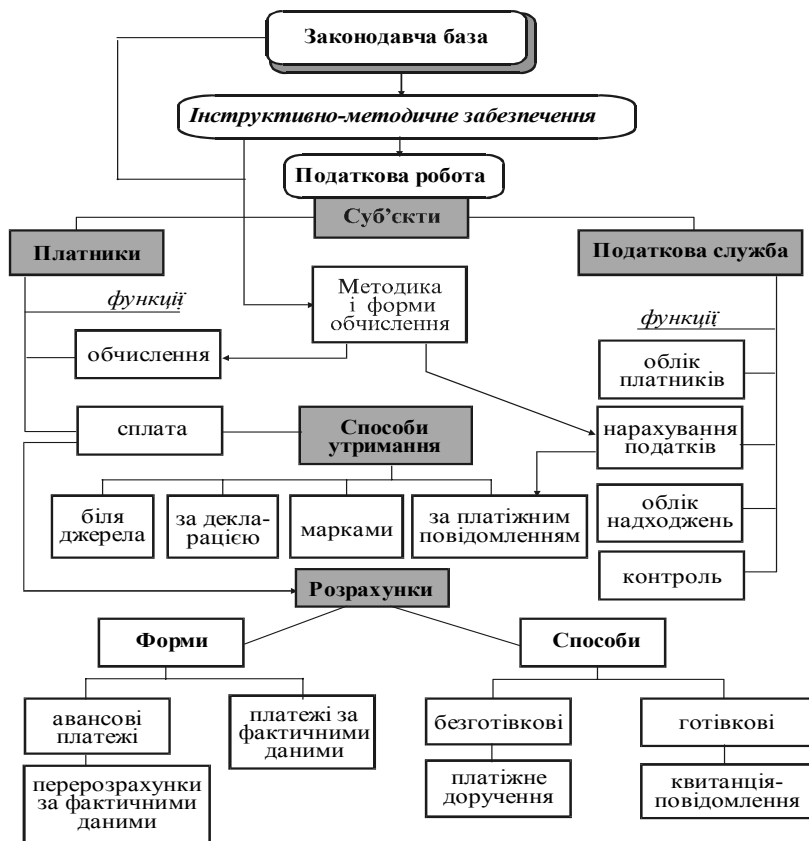 Законодавча база
Інструктивно-методичне забезпечення
Податкова робота
Суб’єкти
Платники
Податкова служба
функції
Методика
і форми
обчислення
функції
обчислення
облік
платників
сплата
Способи
утримання
нарахування
податків
біля
джерела
за декла-
рацією
марками
за платіжним
повідомленням
облік
надходжень
контроль
Розрахунки
Форми
Способи
авансові
платежі
платежі за
фактичними
даними
безготівкові
готівкові
перерозрахунки
за фактичними
даними
платіжне
доручення
квитанція-
повідомлення